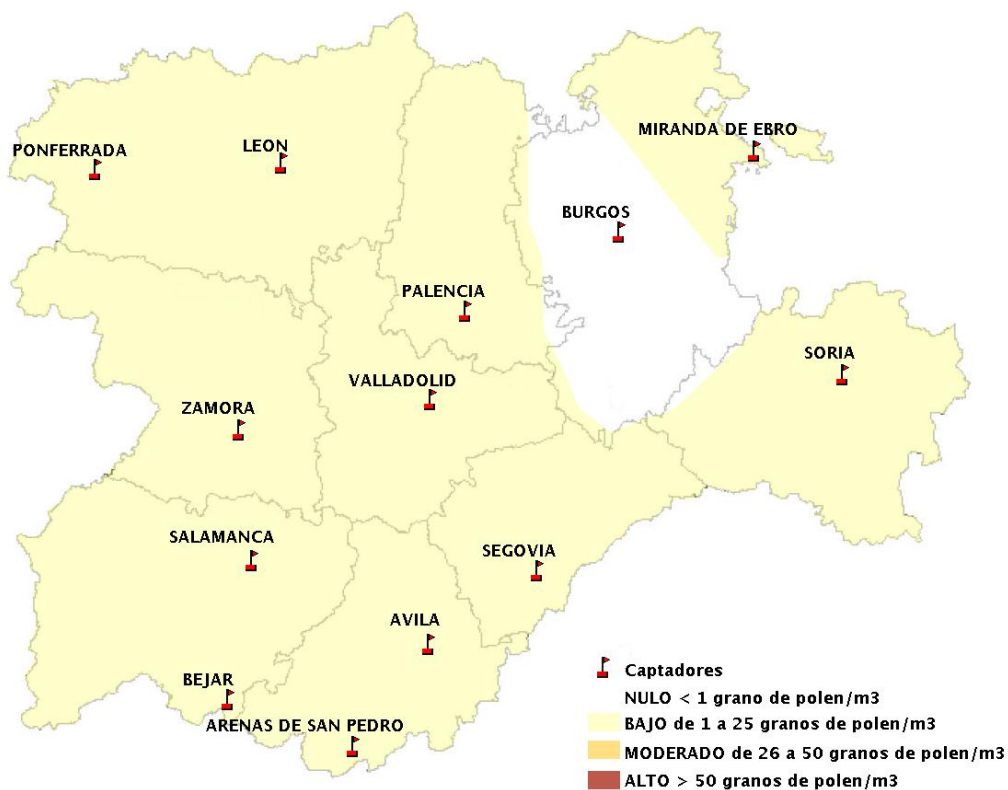 MIRANDA DE EBRO
PONFERRADA
LEON
BURGOS
PALENCIA
SORIA
VALLADOLID
ZAMORA
SALAMANCA
SEGOVIA
AVILA
BEJAR
ARENAS DE SAN PEDRO
Captadores
NULO < 1 grano de polen/m3
BAJO de 1 a 25 granos de polen/m3
MODERADO de 26 a 50 granos de polen/m3
ALTO > 50 granos de polen/m3